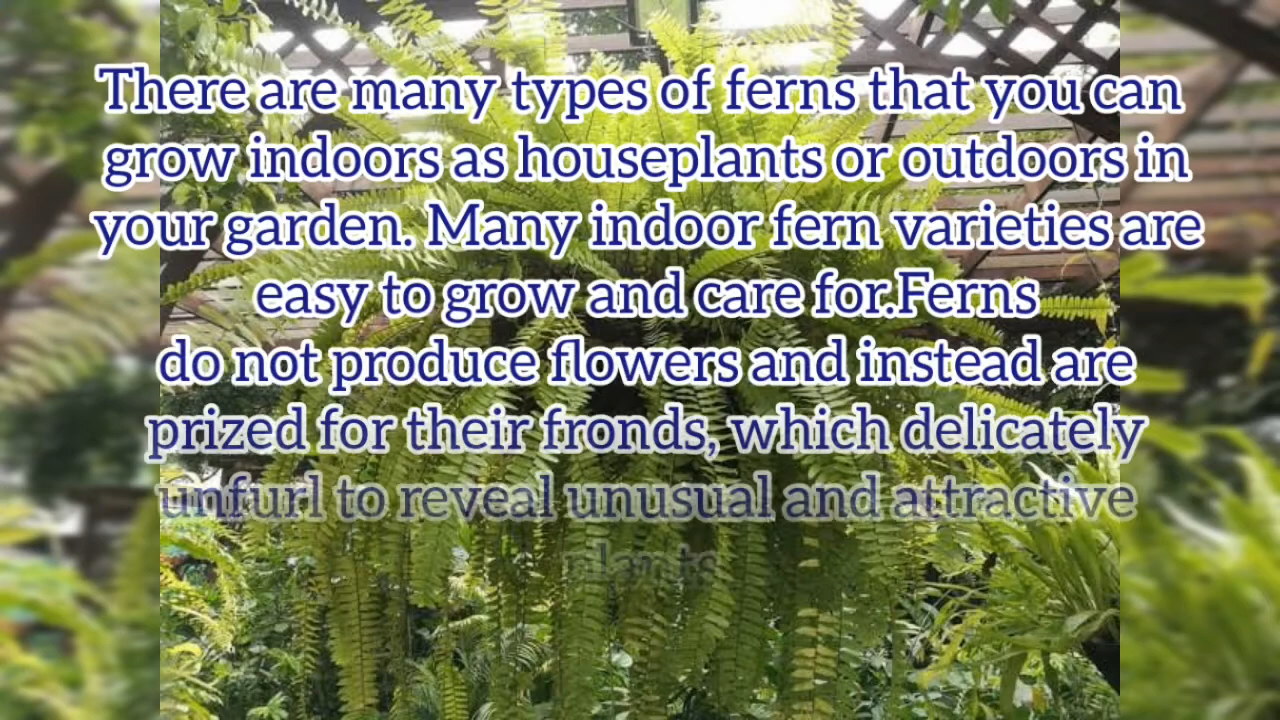 There are many types of ferns that you can
grow indoors as houseplants or outdoors in
your garden. Many indoor fern varieties are
easy to grow and care for.Ferns
do not produce flowers and instead are
prized for their fronds, which delicately
unfurl to reveal unusual and attractive
plants